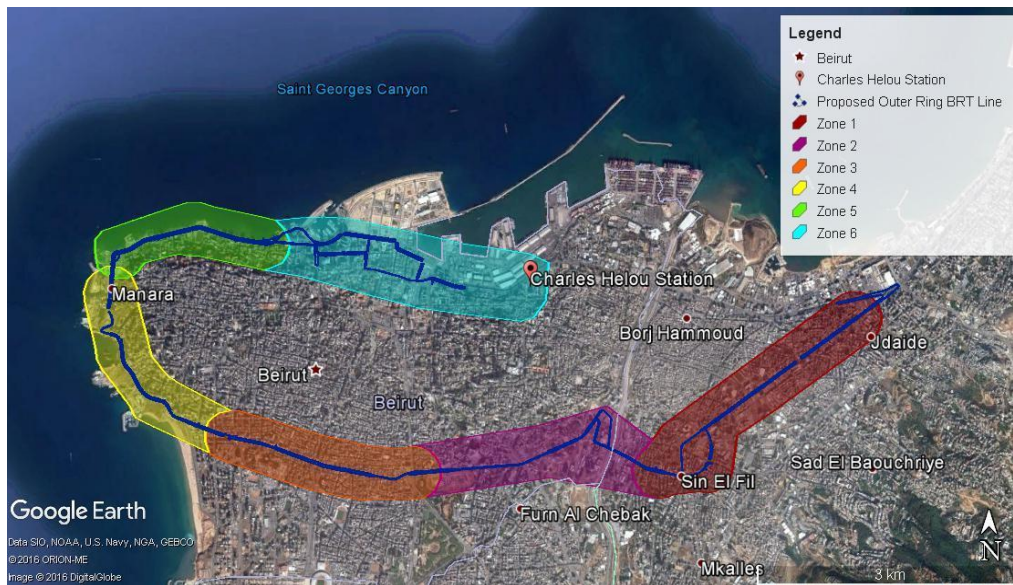 Legend
Beirut
Charles Helou Station
Proposed Outer Ring BRT Line
Zone 1
Zone 2
Zone 3
Zone 4
Zone 5
Zone 6
Saint Georges Canyon
Charles Helou Station
Manara
Borj Hammoud
Jdaide
Beirut
Beirut
Sad El Baouchriye
Sin El Fil
Furn Al Chebak
Mkalles
Google Earth
Data SIO, NOAA, U.S. Navy, NGA, GEBCO
© 2016 ORION-ME
Image © 2016 DigitalGlobe
N
3 km